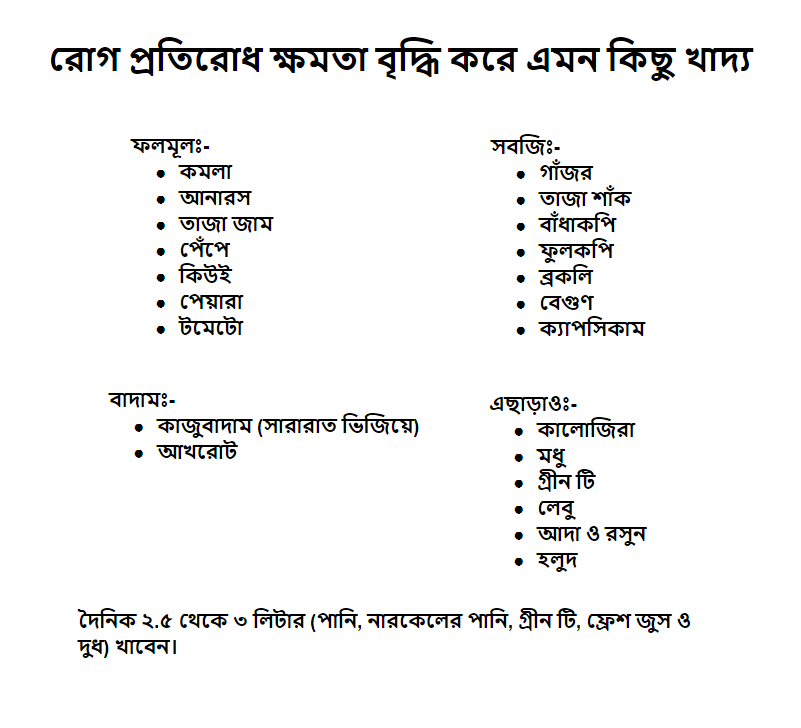 রোগ প্রতিরোধ ক্ষমতা বৃদ্ধি করে এমন কিছু খাদ্য
ফলমূলঃ-
• কমলা
• আনারস
• তাজা জাম
• পেঁপে
• কিউই
• পেয়ারা
• টমেটো
সবজিঃ-
• গাঁজর
• তাজা শাঁক
• বাঁধাকপি
• ফুলকপি
• ব্রকলি
• বেগুণ
• ক্যাপসিকাম
বাদামঃ-
• কাজুবাদাম (সারারাত ভিজিয়ে)
• আখরোট
এছাড়াওঃ-
• কালোজিরা
• মধু
• গ্রীন টি
• লেবু
• আদা ও রসুন
• হলুদ
দৈনিক ২.৫ থেকে ৩ লিটার (পানি, নারকেলের পানি, গ্রীন টি, ফ্রেশ জুস ও
দুধ) খাবেন।